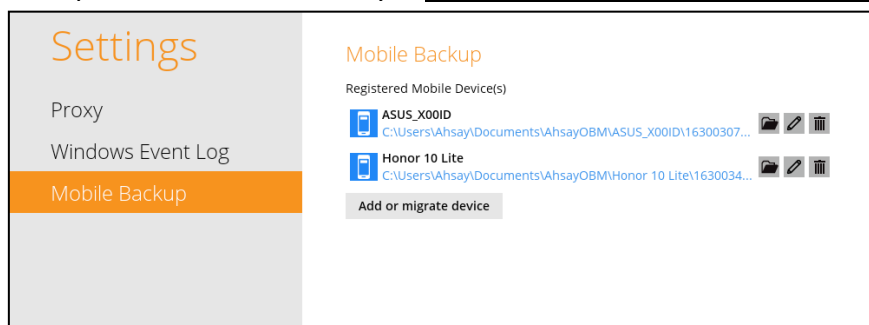 Settings
Proxy
Windows Event Log
Mobile Backup
Mobile Backup
Registered Mobile Device(s)
ASUS_X00ID
C:\Users\Ahsay\Documents\AhsayOBM\ASUS_X00ID\16300307...
Honor 10 Lite
C:\Users\Ahsay\Documents\AhsayOBM\Honor 10 Lite\1630034...
Add or migrate device